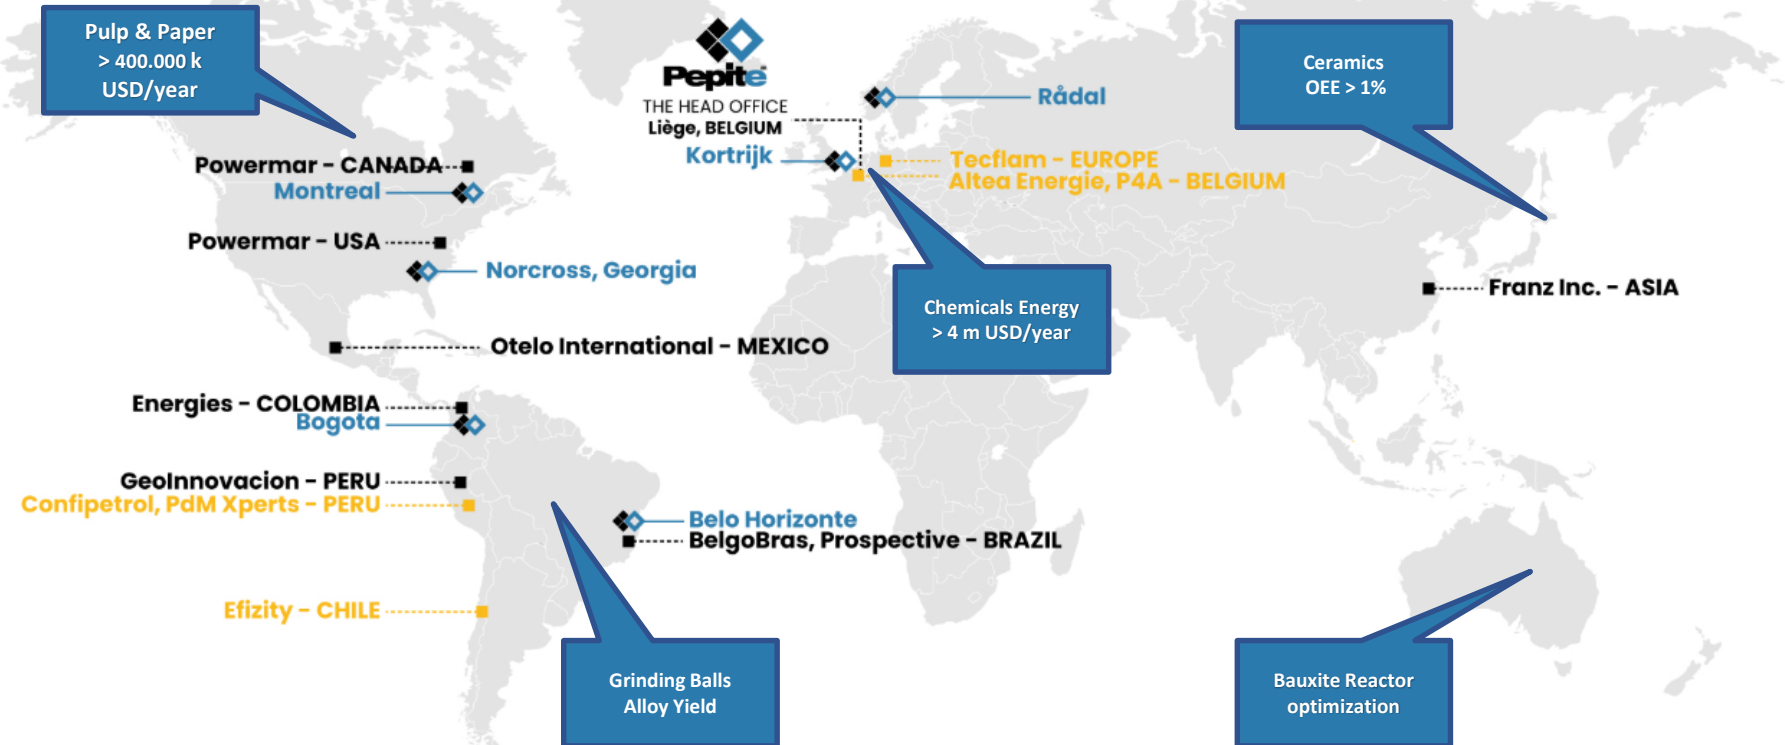 Pulp & Paper
> 400.000 k
USD/year
Pepite
THE HEAD OFFICE
Liège, BELGIUM
Rådal
Ceramics
OEE > 1%
Kortrijk
Tecflam - EUROPE
Altea Energie, P4A - BELGIUM
Powermar - CANADA
Montreal
Powermar - USA
Norcross, Georgia
Chemicals Energy
> 4 m USD/year
Franz Inc. - ASIA
Otelo International - MEXICO
Energies - COLOMBIA
Bogota
GeoInnovacion - PERU
Confipetrol, PdM Xperts - PERU
Belo Horizonte
BelgoBras, Prospective - BRAZIL
Efizity - CHILE
Grinding Balls
Alloy Yield
Bauxite Reactor
optimization